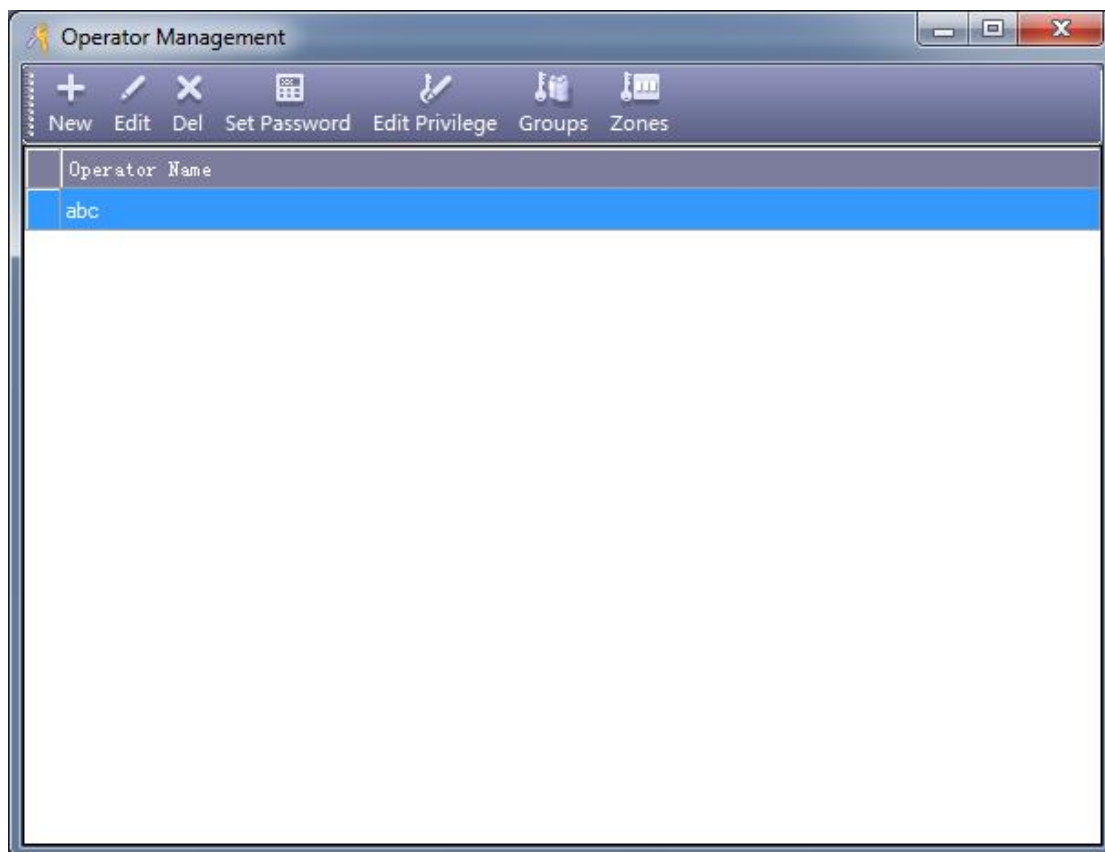 Operator Management
New Edit Del Set Password Edit Privilege Groups Zones
Operator Name
abc